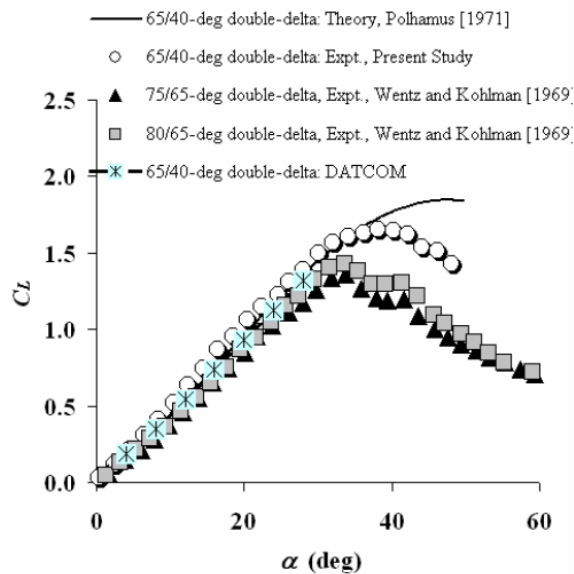 65/40-deg double-delta: Theory, Polhamus [1971]
65/40-deg double-delta: Expt., Present Study
75/65-deg double-delta, Expt., Wentz and Kohlman [1969]
80/65-deg double-delta, Expt., Wentz and Kohlman [1969]
65/40-deg double-delta: DATCOM
2.5
2.0
1.5
1.0
0.5
0.0
C_L
0 20 40 60
α (deg)